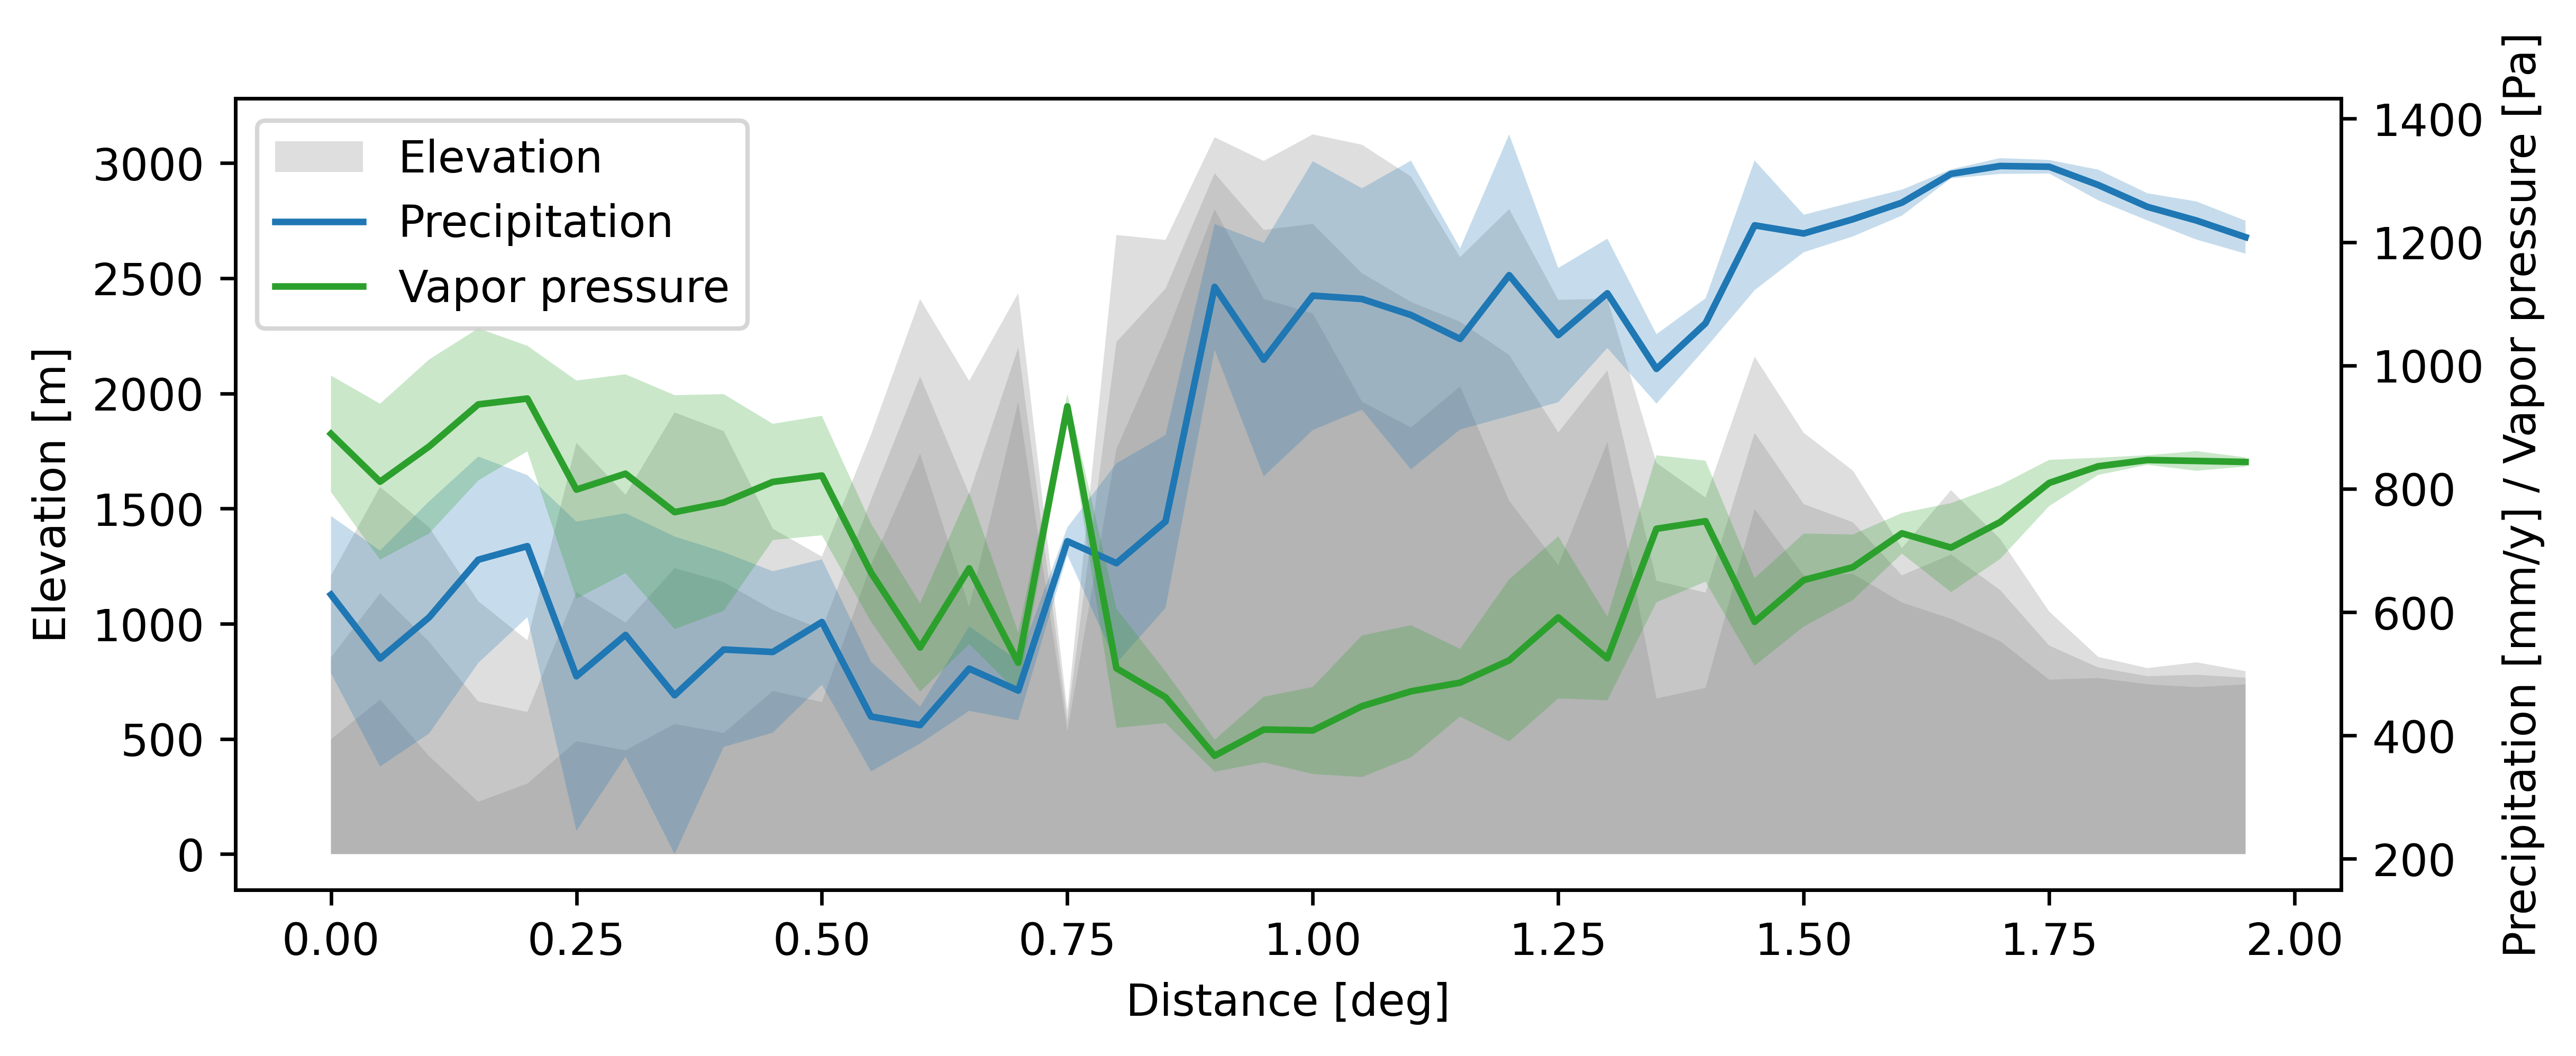 Elevation
Precipitation
Vapor pressure
Elevation [m]
3000
2500
2000
1500
1000
500
0
1400
1200
1000
800
600
400
200
Precipitation [mm/y] / Vapor pressure [Pa]
0.00 0.25 0.50 0.75 1.00 1.25 1.50 1.75 2.00
Distance [deg]